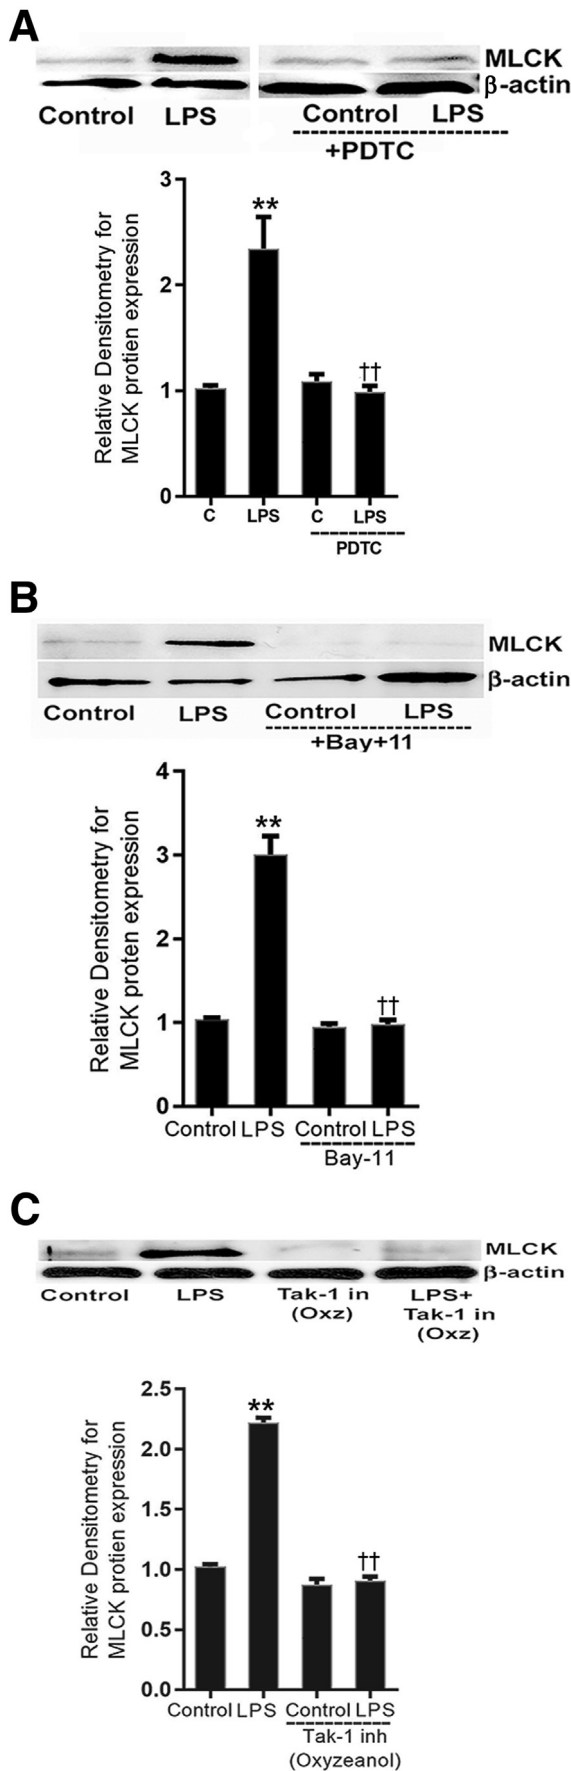 A
MLCK
β-actin
Control LPS Control LPS
+PDTC
Relative Densitometry for
MLCK protien expression
3
2
1
0
**
††
C LPS C LPS
PDTC
B
MLCK
β-actin
Control LPS Control LPS
+Bay+11
Relative Densitometry for
MLCK proten expression
4
3
2
1
0
**
††
Control LPS Control LPS
Bay-11
C
MLCK
β-actin
Control LPS Tak-1 in LPS+
(Oxz) Tak-1 in
(Oxz)
Relative Densitometry for
MLCK protien expression
2.5
2.0
1.5
1.0
0.5
0.0
**
††
Control LPS Control LPS
Tak-1 inh
(Oxyzeanol)